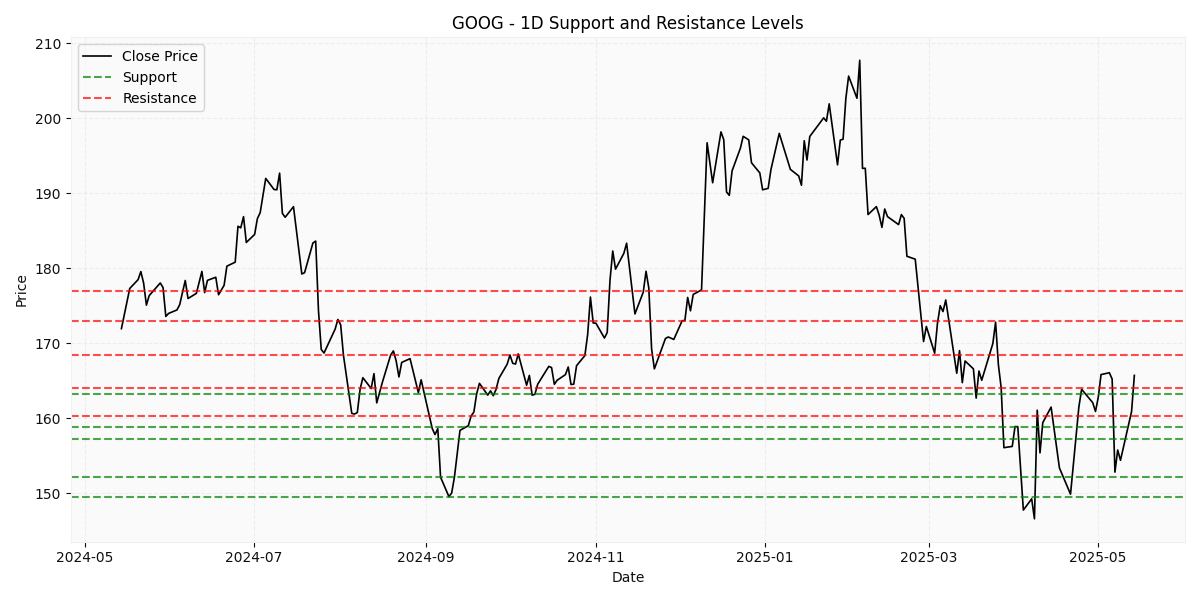 GOOG - 1D Support and Resistance Levels
210
200
190
180
170
160
150
Price
Close Price
Support
Resistance
2024-05
2024-07
2024-09
2024-11
2025-01
2025-03
2025-05
Date